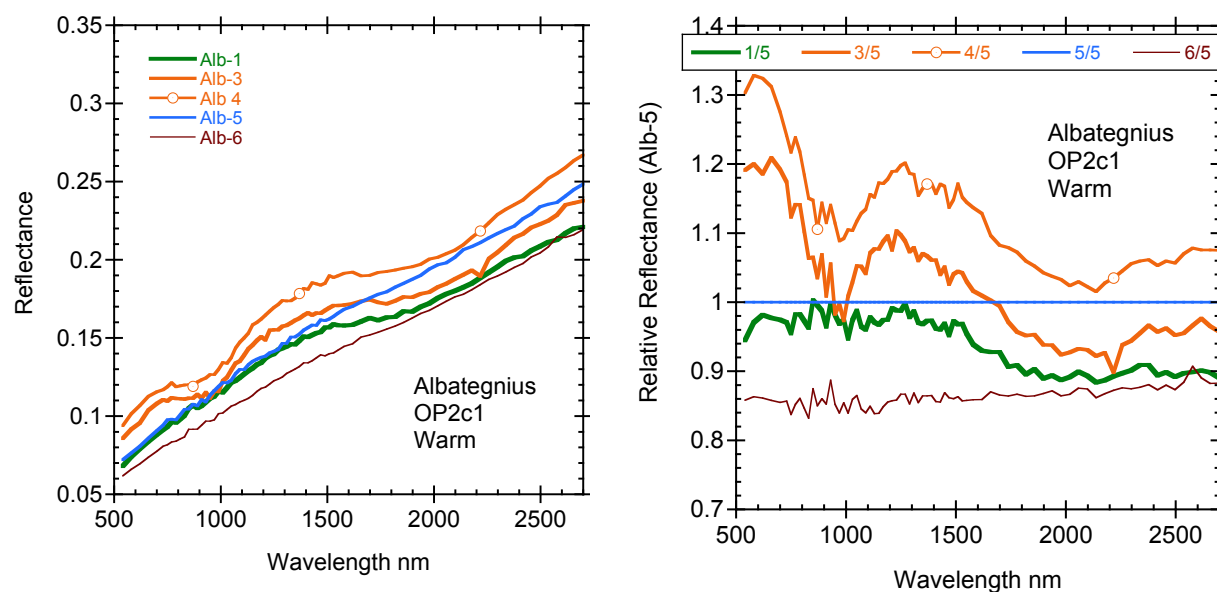 0.35
0.3
0.25
0.2
0.15
0.1
0.05
Reflectance
Alb-1
Alb-3
Alb 4
Alb-5
Alb-6
Albategnius
OP2c1
Warm
500 1000 1500 2000 2500
Wavelength nm
1.4
1.3
1.2
1.1
1
0.9
0.8
0.7
Relative Reflectance (Alb-5)
1/5 3/5 4/5 5/5 6/5
Albategnius
OP2c1
Warm
500 1000 1500 2000 2500
Wavelength nm